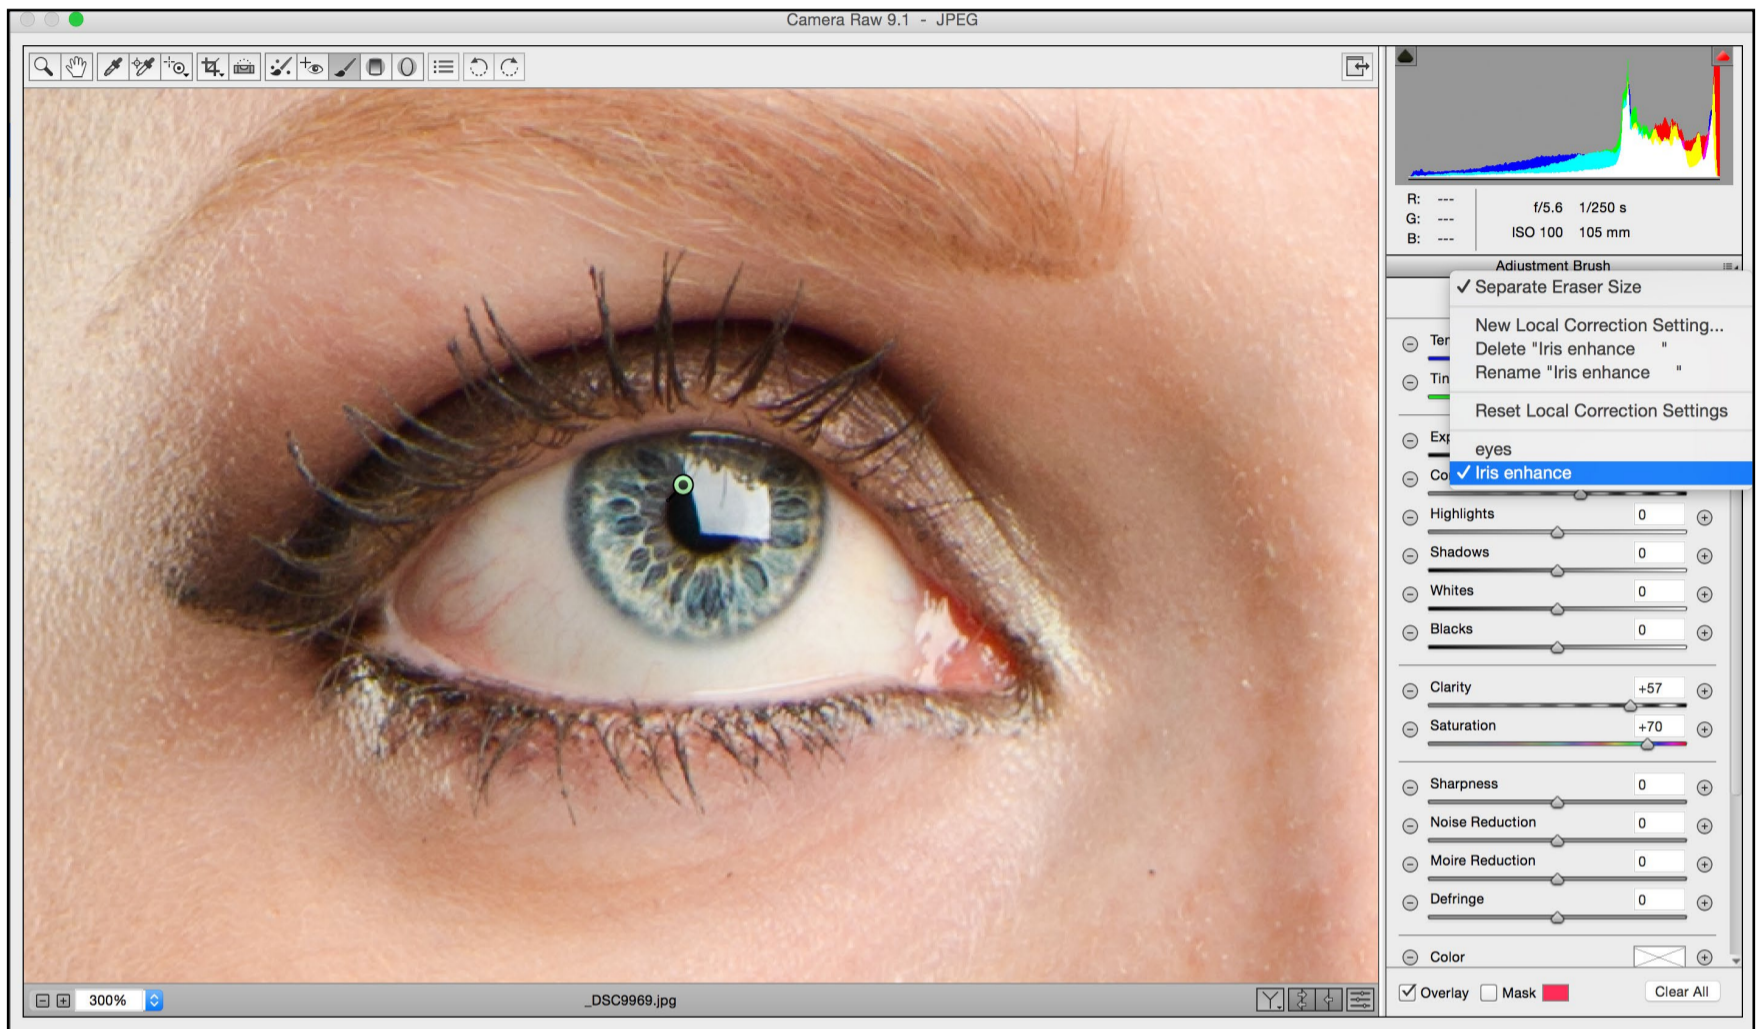 Camera Raw 9.1 - JPEG
R: ---
G: ---
B: ---
f/5.6 1/250 s
ISO 100 105 mm
Adjustment Brush
✓ Separate Eraser Size
New Local Correction Setting...
Delete "Iris enhance "
Rename "Iris enhance "
Reset Local Correction Settings
eyes
✓ Iris enhance
Highlights 0
Shadows 0
Whites 0
Blacks 0
Clarity +57
Saturation +70
Sharpness 0
Noise Reduction 0
Moire Reduction 0
Defringe 0
Color
Overlay Mask Clear All
300% _DSC9969.jpg